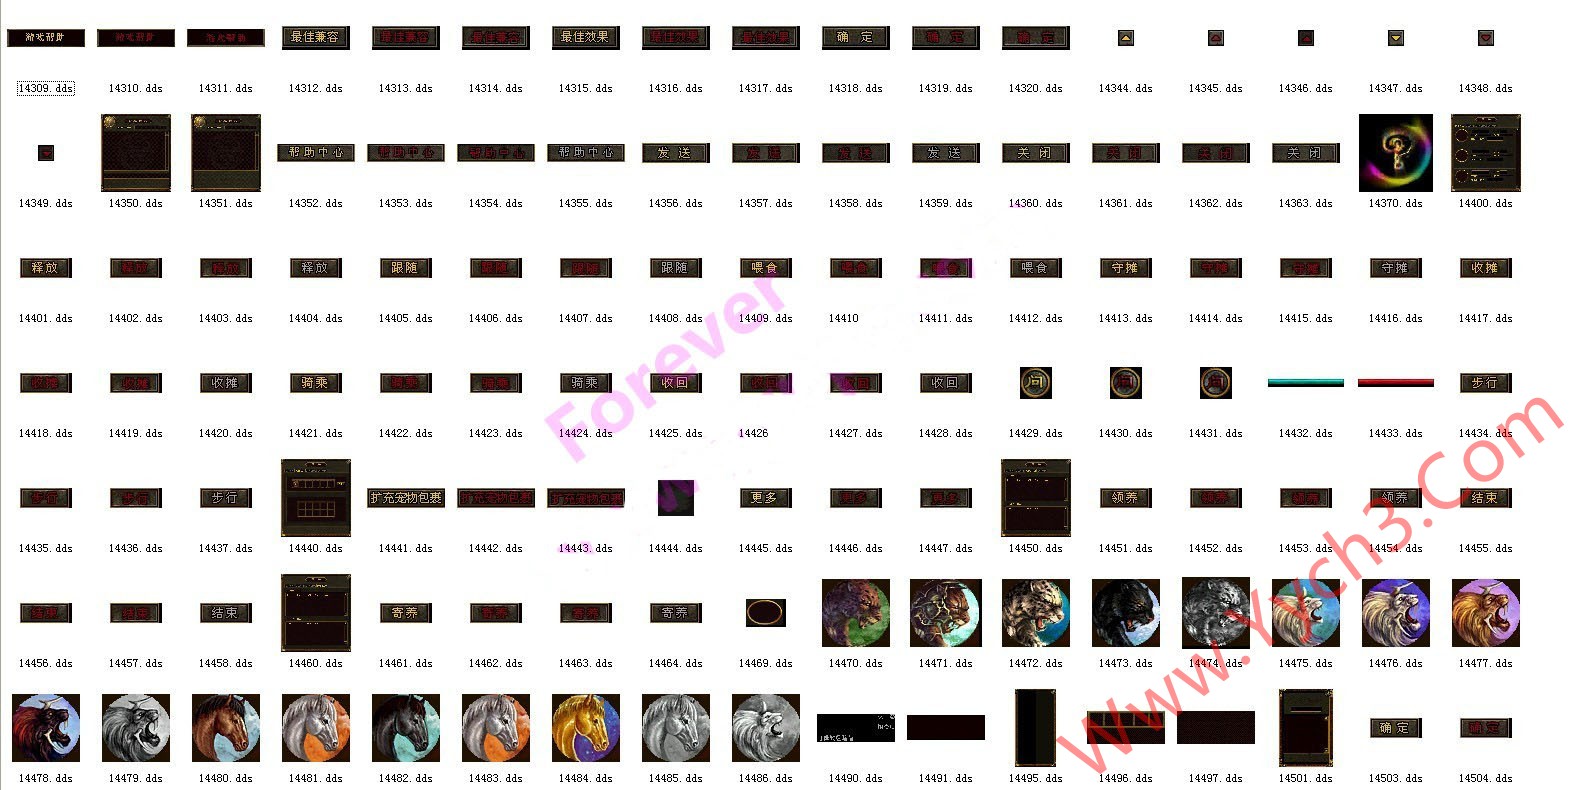 游戏帮助 游戏帮助 游戏帮助 最佳兼容 最佳兼容 最佳兼容 最佳效果 最佳效果 最佳效果 确 定 确 定 确 定
14309.dds 14310.dds 14311.dds 14312.dds 14313.dds 14314.dds 14315.dds 14316.dds 14317.dds 14318.dds 14319.dds 14320.dds 14344.dds 14345.dds 14346.dds 14347.dds 14348.dds
帮助中心 帮助中心 帮助中心 帮助中心 发 送 发 送 发 送 发 送 关 闭 关 闭 关 闭 关 闭
14349.dds 14350.dds 14351.dds 14352.dds 14353.dds 14354.dds 14355.dds 14356.dds 14357.dds 14358.dds 14359.dds 14360.dds 14361.dds 14362.dds 14363.dds 14370.dds 14400.dds
释放 释放 释放 释放 跟随 跟随 跟随 跟随 喂食 喂食 喂食 喂食 守摊 守摊 守摊 守摊 收摊
14401.dds 14402.dds 14403.dds 14404.dds 14405.dds 14406.dds 14407.dds 14408.dds 14409.dds 14410 14411.dds 14412.dds 14413.dds 14414.dds 14415.dds 14416.dds 14417.dds
收摊 收摊 收摊 骑乘 骑乘 骑乘 骑乘 收回 收回 收回 收回 问 问 问 步行
14418.dds 14419.dds 14420.dds 14421.dds 14422.dds 14423.dds 14424.dds 14425.dds 14426 14427.dds 14428.dds 14429.dds 14430.dds 14431.dds 14432.dds 14433.dds 14434.dds
步行 步行 步行 扩充宠物包裹 扩充宠物包裹 扩充宠物包裹 更多 更多 更多 领养 领养 领养 领养 结束
14435.dds 14436.dds 14437.dds 14440.dds 14441.dds 14442.dds 14443.dds 14444.dds 14445.dds 14446.dds 14447.dds 14450.dds 14451.dds 14452.dds 14453.dds 14454.dds 14455.dds
结束 结束 结束 寄养 寄养 寄养 寄养
14456.dds 14457.dds 14458.dds 14460.dds 14461.dds 14462.dds 14463.dds 14464.dds 14469.dds 14470.dds 14471.dds 14472.dds 14473.dds 14474.dds 14475.dds 14476.dds 14477.dds
确定 确定
14478.dds 14479.dds 14480.dds 14481.dds 14482.dds 14483.dds 14484.dds 14485.dds 14486.dds 14490.dds 14491.dds 14495.dds 14496.dds 14497.dds 14501.dds 14503.dds 14504.dds
Forever
Www.Yych3.Com